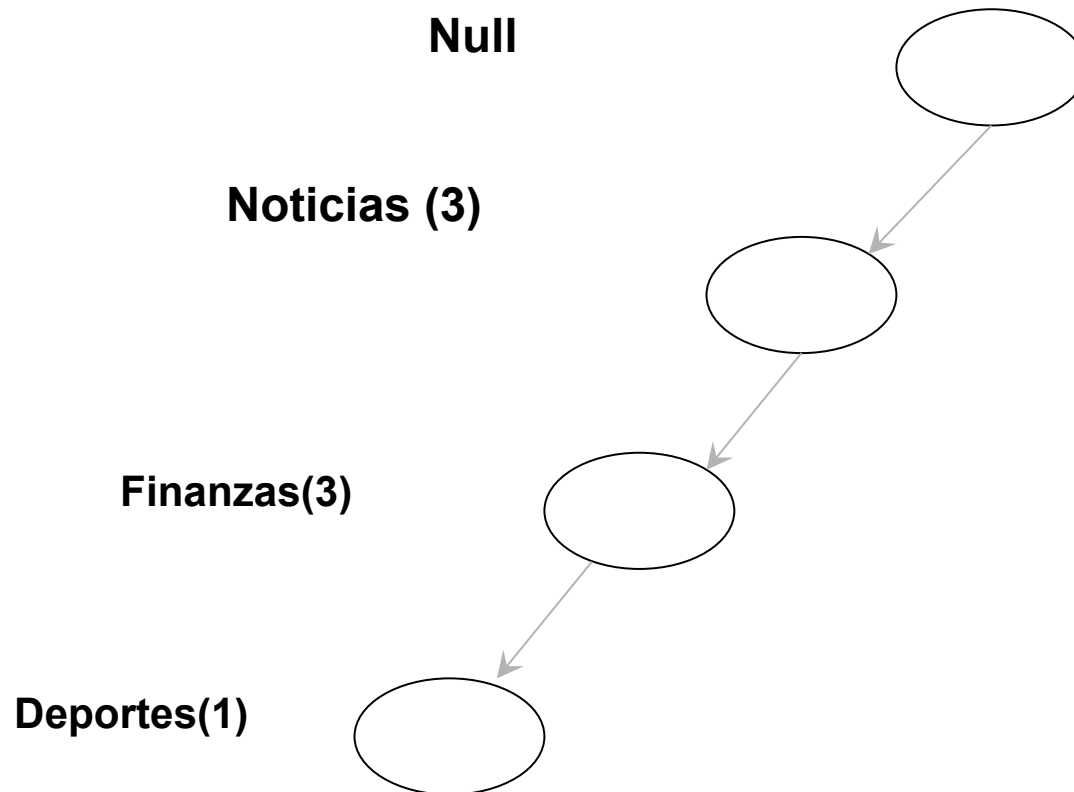 Null
Noticias (3)
Finanzas(3)
Deportes(1)